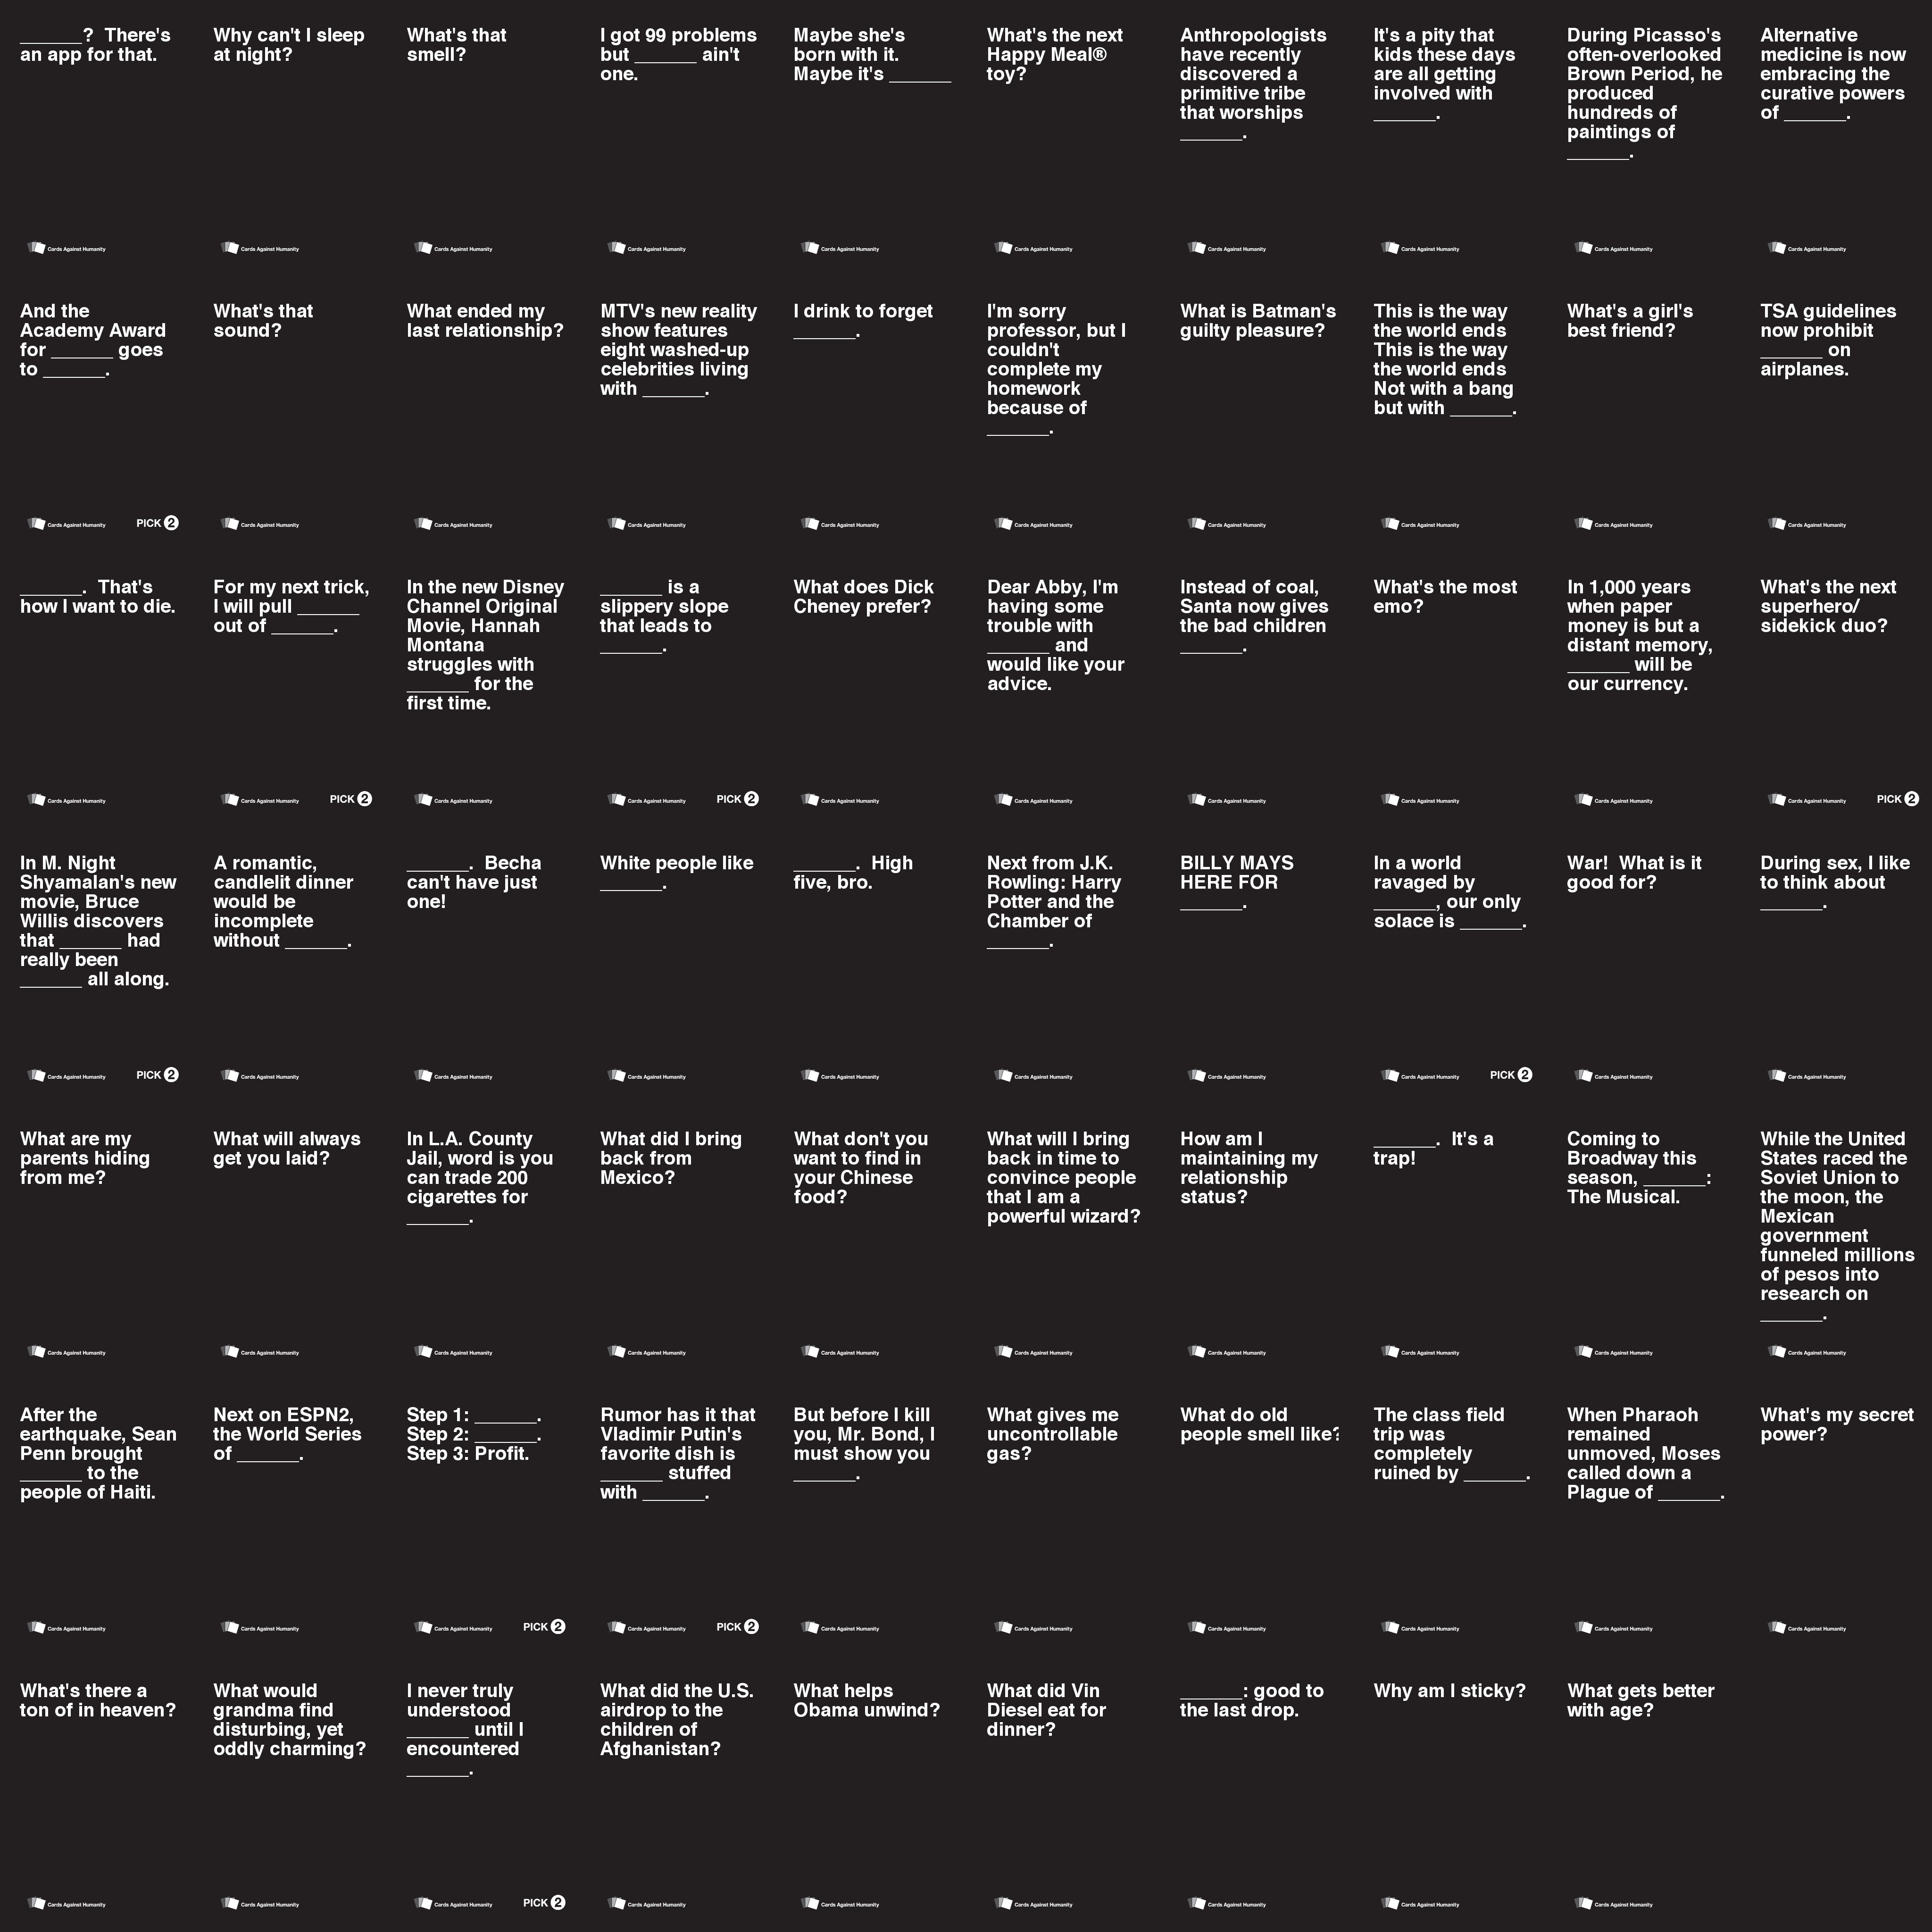 _______?  There's
an app for that.
Cards Against Humanity
Why can't I sleep
at night?
Cards Against Humanity
What's that
smell?
Cards Against Humanity
I got 99 problems
but _______ ain't
one.
Cards Against Humanity
Maybe she's
born with it.
Maybe it's _______
Cards Against Humanity
What's the next
Happy Meal®
toy?
Cards Against Humanity
Anthropologists
have recently
discovered a
primitive tribe
that worships
_______.
Cards Against Humanity
It's a pity that
kids these days
are all getting
involved with
_______.
Cards Against Humanity
During Picasso's
often-overlooked
Brown Period, he
produced
hundreds of
paintings of
_______.
Cards Against Humanity
Alternative
medicine is now
embracing the
curative powers
of _______.
Cards Against Humanity
And the
Academy Award
for _______ goes
to _______.
Cards Against Humanity PICK 2
What's that
sound?
Cards Against Humanity
What ended my
last relationship?
Cards Against Humanity
MTV's new reality
show features
eight washed-up
celebrities living
with _______.
Cards Against Humanity
I drink to forget
_______.
Cards Against Humanity
I'm sorry
professor, but I
couldn't
complete my
homework
because of
_______.
Cards Against Humanity
What is Batman's
guilty pleasure?
Cards Against Humanity
This is the way
the world ends
This is the way
the world ends
Not with a bang
but with _______.
Cards Against Humanity
What's a girl's
best friend?
Cards Against Humanity
TSA guidelines
now prohibit
_______ on
airplanes.
Cards Against Humanity
_______.  That's
how I want to die.
Cards Against Humanity
For my next trick,
I will pull _______
out of _______.
Cards Against Humanity PICK 2
In the new Disney
Channel Original
Movie, Hannah
Montana
struggles with
_______ for the
first time.
Cards Against Humanity
_______ is a
slippery slope
that leads to
_______.
Cards Against Humanity PICK 2
What does Dick
Cheney prefer?
Cards Against Humanity
Dear Abby, I'm
having some
trouble with
_______ and
would like your
advice.
Cards Against Humanity
Instead of coal,
Santa now gives
the bad children
_______.
Cards Against Humanity
What's the most
emo?
Cards Against Humanity
In 1,000 years
when paper
money is but a
distant memory,
_______ will be
our currency.
Cards Against Humanity
What's the next
superhero/
sidekick duo?
Cards Against Humanity PICK 2
In M. Night
Shyamalan's new
movie, Bruce
Willis discovers
that _______ had
really been
_______ all along.
Cards Against Humanity PICK 2
A romantic,
candlelit dinner
would be
incomplete
without _______.
Cards Against Humanity
_______.  Becha
can't have just
one!
Cards Against Humanity
White people like
_______.
Cards Against Humanity
_______.  High
five, bro.
Cards Against Humanity
Next from J.K.
Rowling: Harry
Potter and the
Chamber of
_______.
Cards Against Humanity
BILLY MAYS
HERE FOR
_______.
Cards Against Humanity
In a world
ravaged by
_______, our only
solace is _______.
Cards Against Humanity PICK 2
War!  What is it
good for?
Cards Against Humanity
During sex, I like
to think about
_______.
Cards Against Humanity
What are my
parents hiding
from me?
Cards Against Humanity
What will always
get you laid?
Cards Against Humanity
In L.A. County
Jail, word is you
can trade 200
cigarettes for
_______.
Cards Against Humanity
What did I bring
back from
Mexico?
Cards Against Humanity
What don't you
want to find in
your Chinese
food?
Cards Against Humanity
What will I bring
back in time to
convince people
that I am a
powerful wizard?
Cards Against Humanity
How am I
maintaining my
relationship
status?
Cards Against Humanity
_______.  It's a
trap!
Cards Against Humanity
Coming to
Broadway this
season, _______:
The Musical.
Cards Against Humanity
While the United
States raced the
Soviet Union to
the moon, the
Mexican
government
funneled millions
of pesos into
research on
_______.
Cards Against Humanity
After the
earthquake, Sean
Penn brought
_______ to the
people of Haiti.
Cards Against Humanity
Next on ESPN2,
the World Series
of _______.
Cards Against Humanity
Step 1: _______.
Step 2: _______.
Step 3: Profit.
Cards Against Humanity PICK 2
Rumor has it that
Vladimir Putin's
favorite dish is
_______ stuffed
with _______.
Cards Against Humanity PICK 2
But before I kill
you, Mr. Bond, I
must show you
_______.
Cards Against Humanity
What gives me
uncontrollable
gas?
Cards Against Humanity
What do old
people smell like?
Cards Against Humanity
The class field
trip was
completely
ruined by _______.
Cards Against Humanity
When Pharaoh
remained
unmoved, Moses
called down a
Plague of _______.
Cards Against Humanity
What's my secret
power?
Cards Against Humanity
What's there a
ton of in heaven?
Cards Against Humanity
What would
grandma find
disturbing, yet
oddly charming?
Cards Against Humanity
I never truly
understood
_______ until I
encountered
_______.
Cards Against Humanity PICK 2
What did the U.S.
airdrop to the
children of
Afghanistan?
Cards Against Humanity
What helps
Obama unwind?
Cards Against Humanity
What did Vin
Diesel eat for
dinner?
Cards Against Humanity
_______: good to
the last drop.
Cards Against Humanity
Why am I sticky?
Cards Against Humanity
What gets better
with age?
Cards Against Humanity